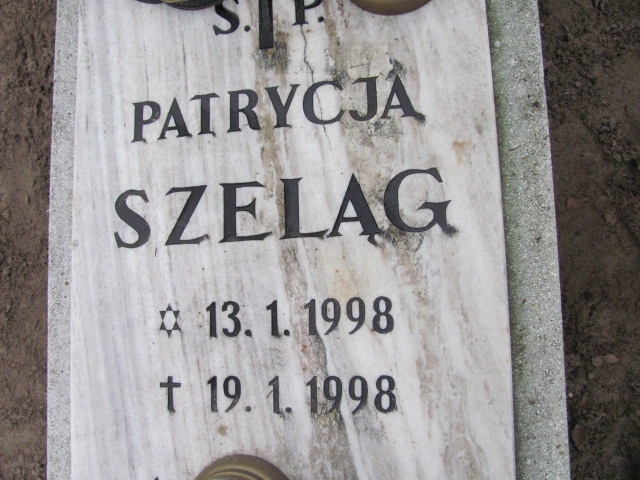 S. P.
PATRYCJA
SZELĄG
✡ 13. 1. 1998
† 19. 1. 1998